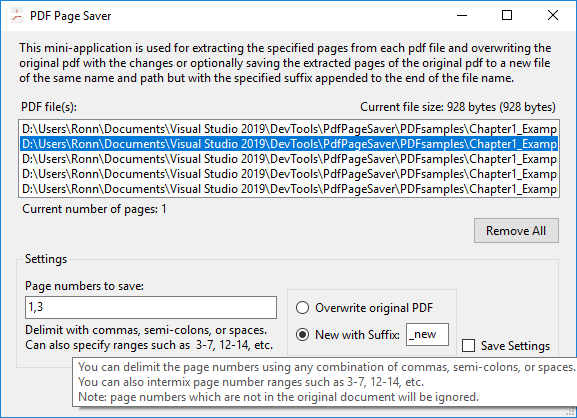 PDF Page Saver
This mini-application is used for extracting the specified pages from each pdf file and overwriting the
original pdf with the changes or optionally saving the extracted pages of the original pdf to a new file
of the same name and path but with the specified suffix appended to the end of the file name.
PDF file(s): Current file size: 928 bytes (928 bytes)
D:\Users\Ronn\Documents\Visual Studio 2019\DevTools\PdfPageSaver\PDFsamples\Chapter1_Examp
D:\Users\Ronn\Documents\Visual Studio 2019\DevTools\PdfPageSaver\PDFsamples\Chapter1_Examp
D:\Users\Ronn\Documents\Visual Studio 2019\DevTools\PdfPageSaver\PDFsamples\Chapter1_Examp
D:\Users\Ronn\Documents\Visual Studio 2019\DevTools\PdfPageSaver\PDFsamples\Chapter1_Examp
D:\Users\Ronn\Documents\Visual Studio 2019\DevTools\PdfPageSaver\PDFsamples\Chapter1_Examp
Current number of pages: 1
Remove All
Settings
Page numbers to save:
1,3
Delimit with commas, semi-colons, or spaces.
Can also specify ranges such as 3-7, 12-14, etc.
Overwrite original PDF
New with Suffix: _new
Save Settings
You can delimit the page numbers using any combination of commas, semi-colons, or spaces.
You can also intermix page number ranges such as 3-7, 12-14, etc.
Note: page numbers which are not in the original document will be ignored.